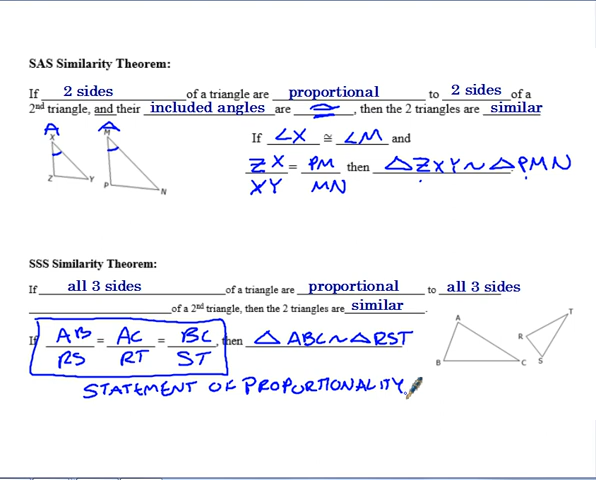 SAS Similarity Theorem:
If 2 sides of a triangle are proportional to 2 sides of a
2nd triangle, and their included angles are ≅, then the 2 triangles are similar
A A
X M
Z Y P N
If ∠X ≅ ∠M and
ZX/XY = PM/MN then △ZXY ~ △PMN
SSS Similarity Theorem:
If all 3 sides of a triangle are proportional to all 3 sides
of a 2nd triangle, then the 2 triangles are similar.
If AB/RS = AC/RT = BC/ST, then △ABC ~ △RST
A T
R
B C S
STATEMENT OF PROPORTIONALITY.